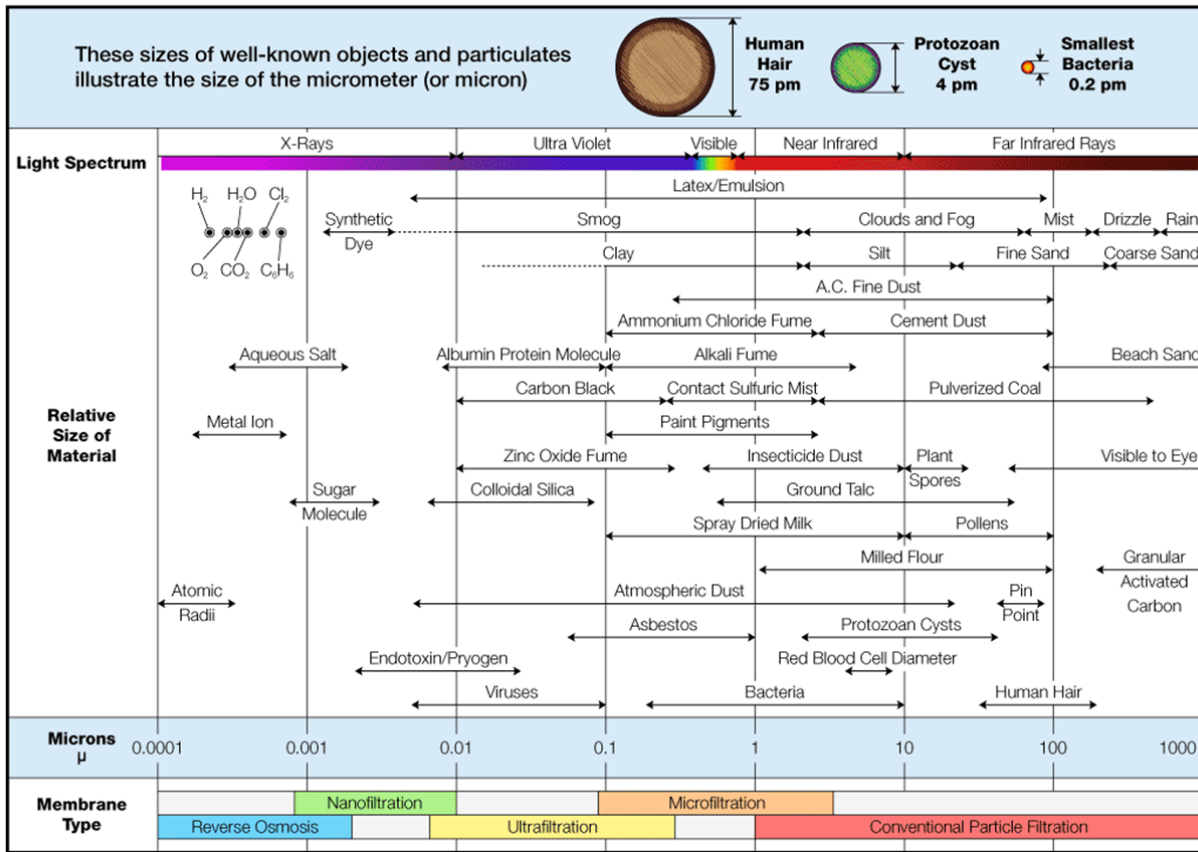 These sizes of well-known objects and particulates
illustrate the size of the micrometer (or micron)
Human
Hair
75 pm
Protozoan
Cyst
4 pm
Smallest
Bacteria
0.2 pm
Light Spectrum
X-Rays
Ultra Violet
Visible
Near Infrared
Far Infrared Rays
Latex/Emulsion
H₂ H₂O Cl₂
O₂ CO₂ C₆H₆
Synthetic
Dye
Smog
Clouds and Fog
Mist
Drizzle
Rain
Clay
Silt
Fine Sand
Coarse Sand
A.C. Fine Dust
Ammonium Chloride Fume
Cement Dust
Aqueous Salt
Albumin Protein Molecule
Alkali Fume
Beach Sand
Carbon Black
Contact Sulfuric Mist
Pulverized Coal
Relative
Size of
Material
Metal Ion
Paint Pigments
Zinc Oxide Fume
Insecticide Dust
Plant
Spores
Visible to Eye
Sugar
Molecule
Colloidal Silica
Ground Talc
Spray Dried Milk
Pollens
Milled Flour
Granular
Activated
Carbon
Atomic
Radii
Atmospheric Dust
Pin
Point
Asbestos
Protozoan Cysts
Endotoxin/Pryogen
Red Blood Cell Diameter
Viruses
Bacteria
Human Hair
Microns
µ
0.0001
0.001
0.01
0.1
1
10
100
1000
Membrane
Type
Nanofiltration
Microfiltration
Reverse Osmosis
Ultrafiltration
Conventional Particle Filtration